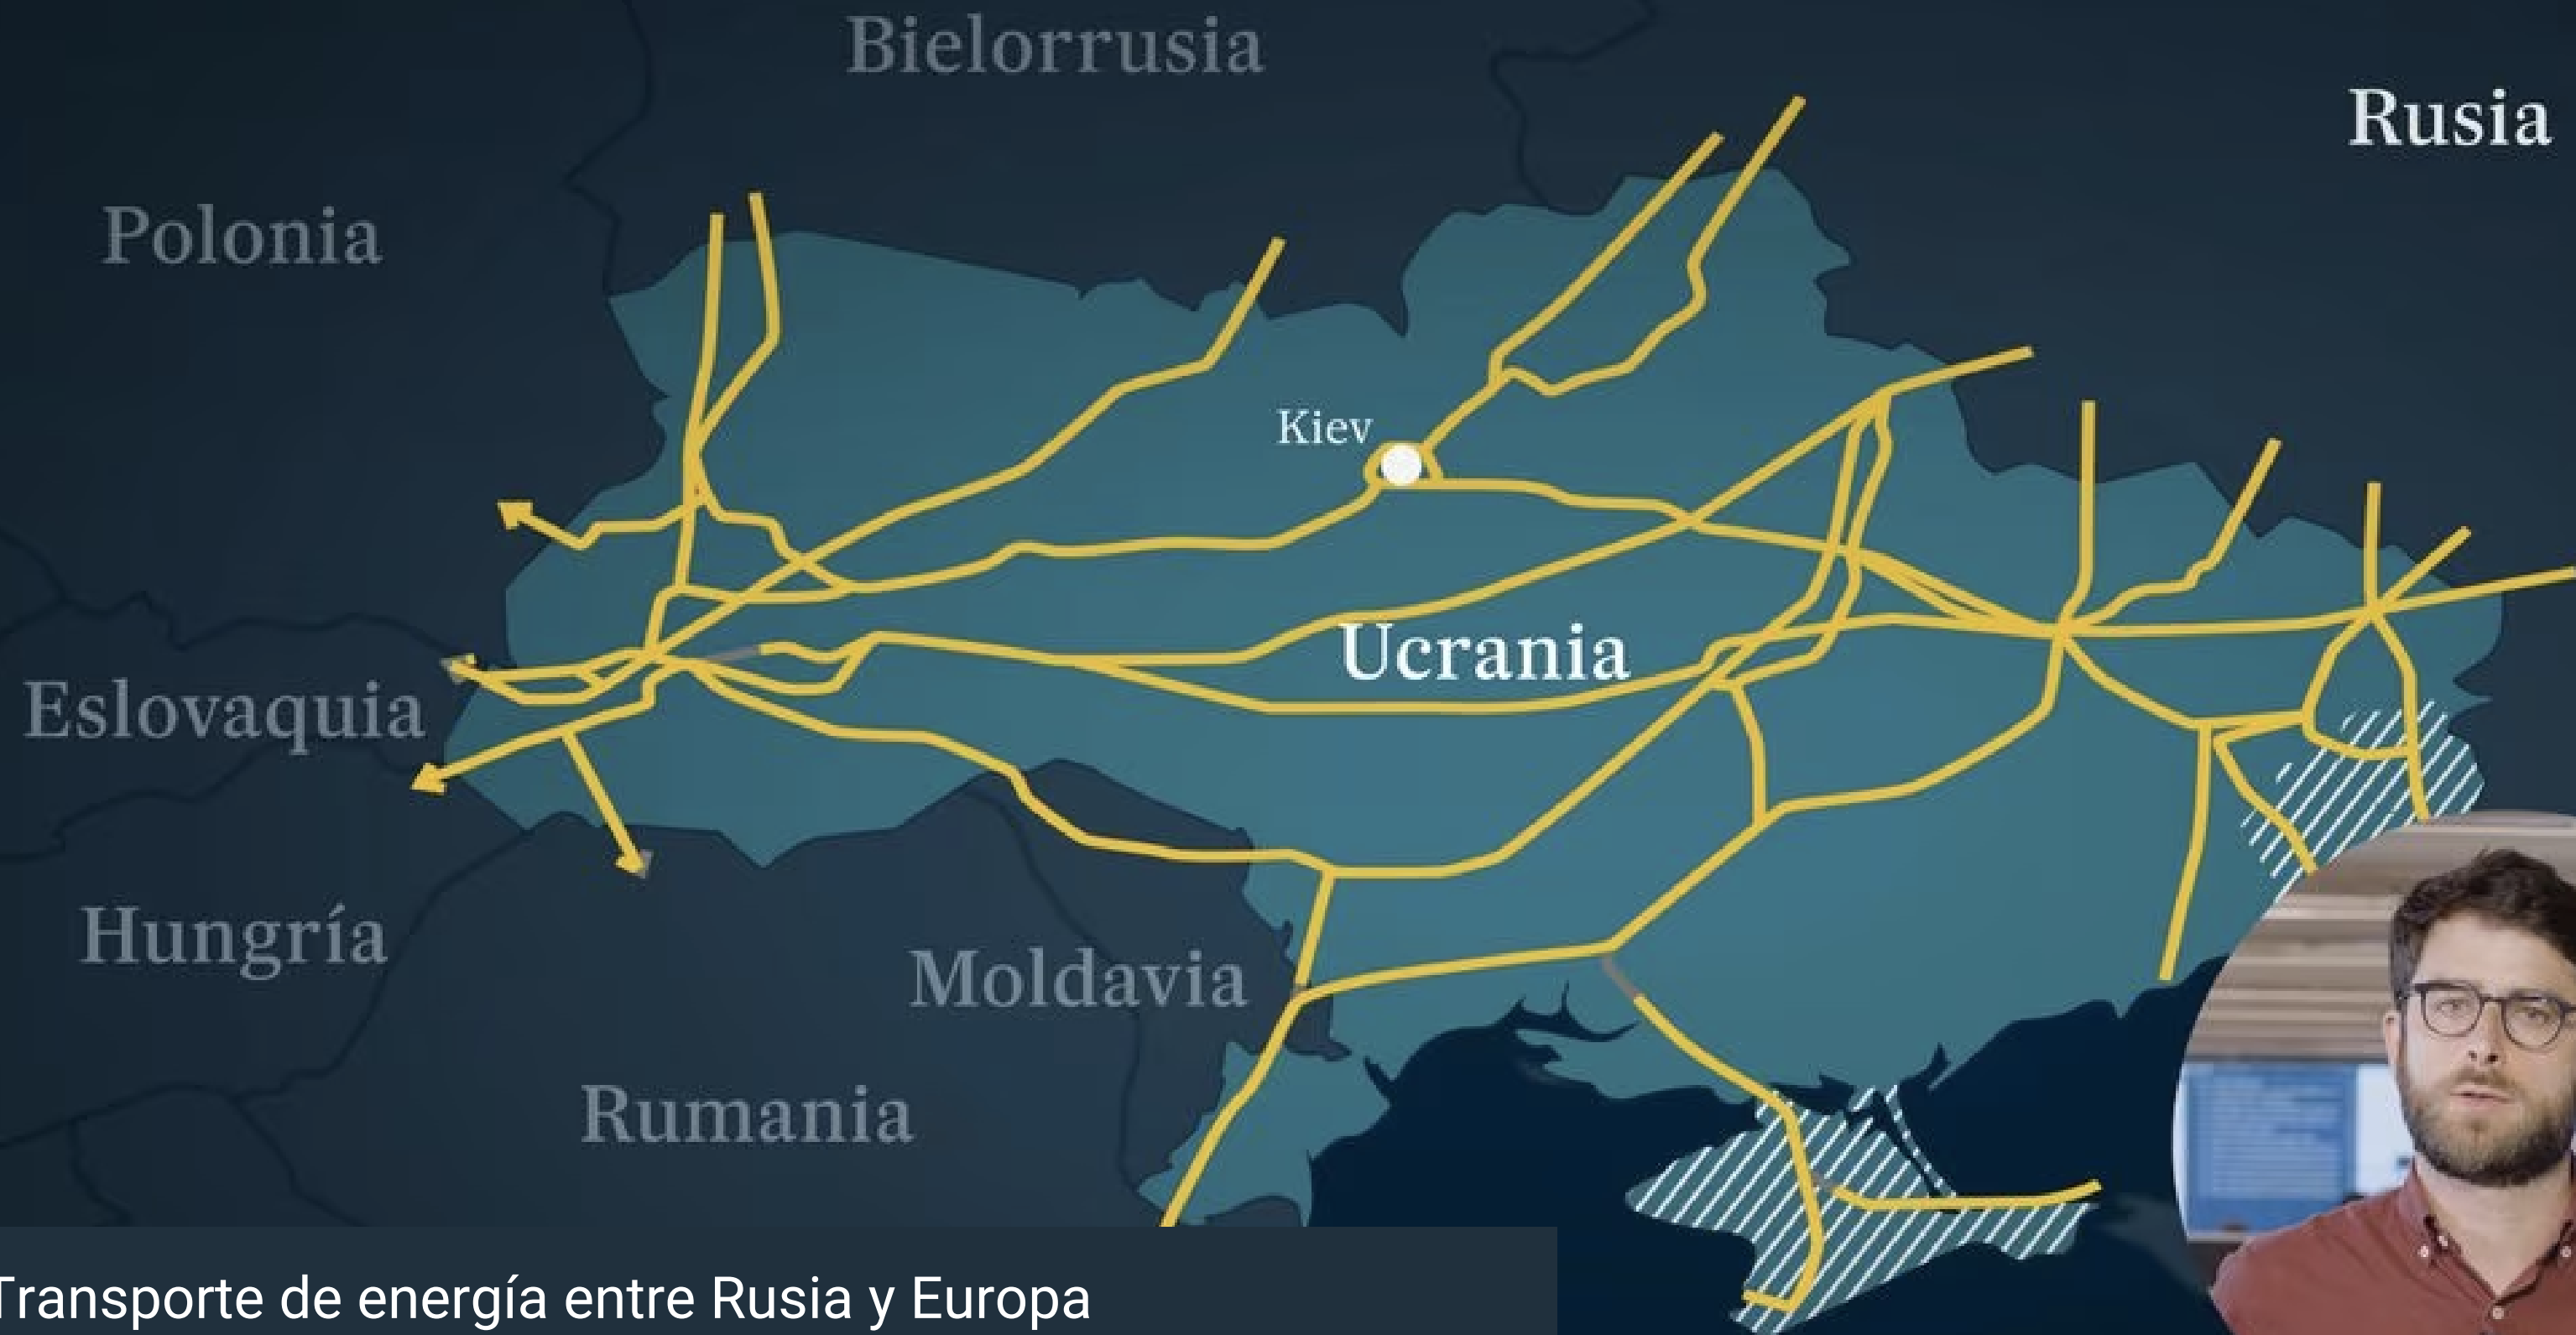 Bielorrusia
Rusia
Polonia
Kiev
Ucrania
Eslovaquia
Hungría
Moldavia
Rumania
Transporte de energía entre Rusia y Europa